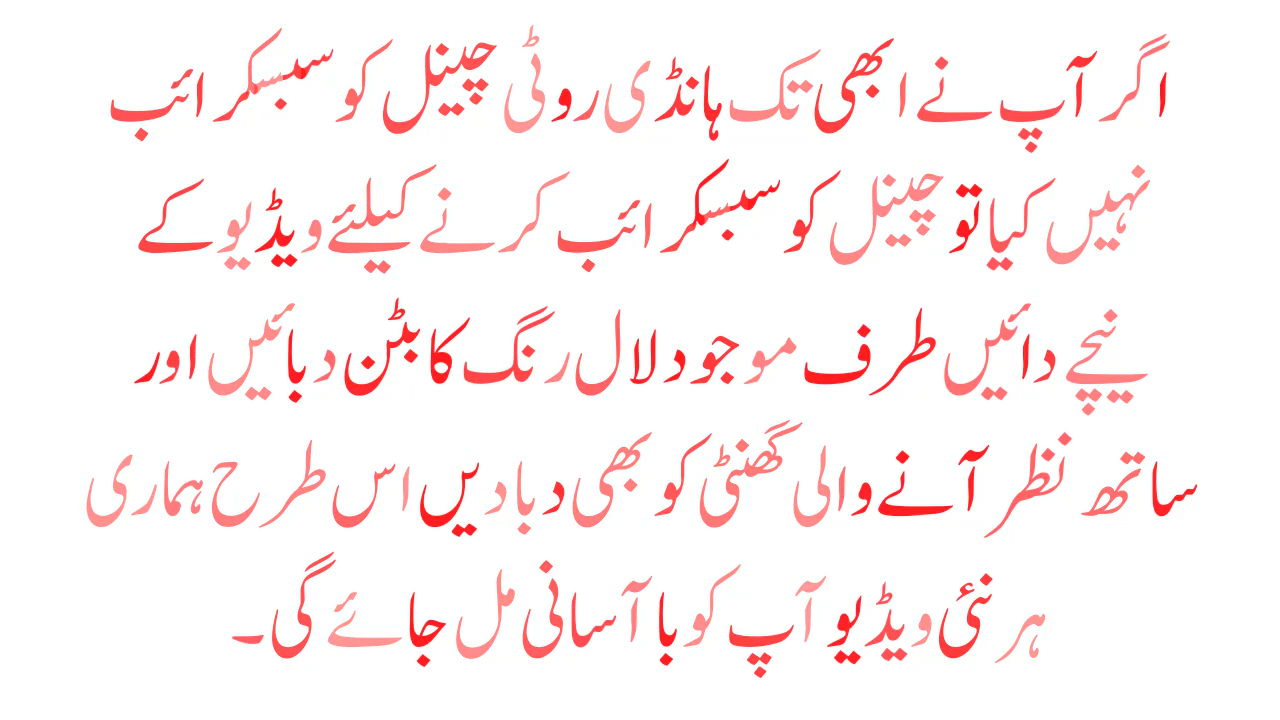 اگر آپ نے ابھی تک ہانڈی روٹی چینل کو سبسکرائب
نہیں کیا تو چینل کو سبسکرائب کرنے کیلئے ویڈیو کے
نیچے دائیں طرف موجود لال رنگ کا بٹن دبائیں اور
ساتھ نظر آنے والی گھنٹی کو بھی دبا دیں اس طرح ہماری
ہر نئی ویڈیو آپ کو با آسانی مل جائے گی۔